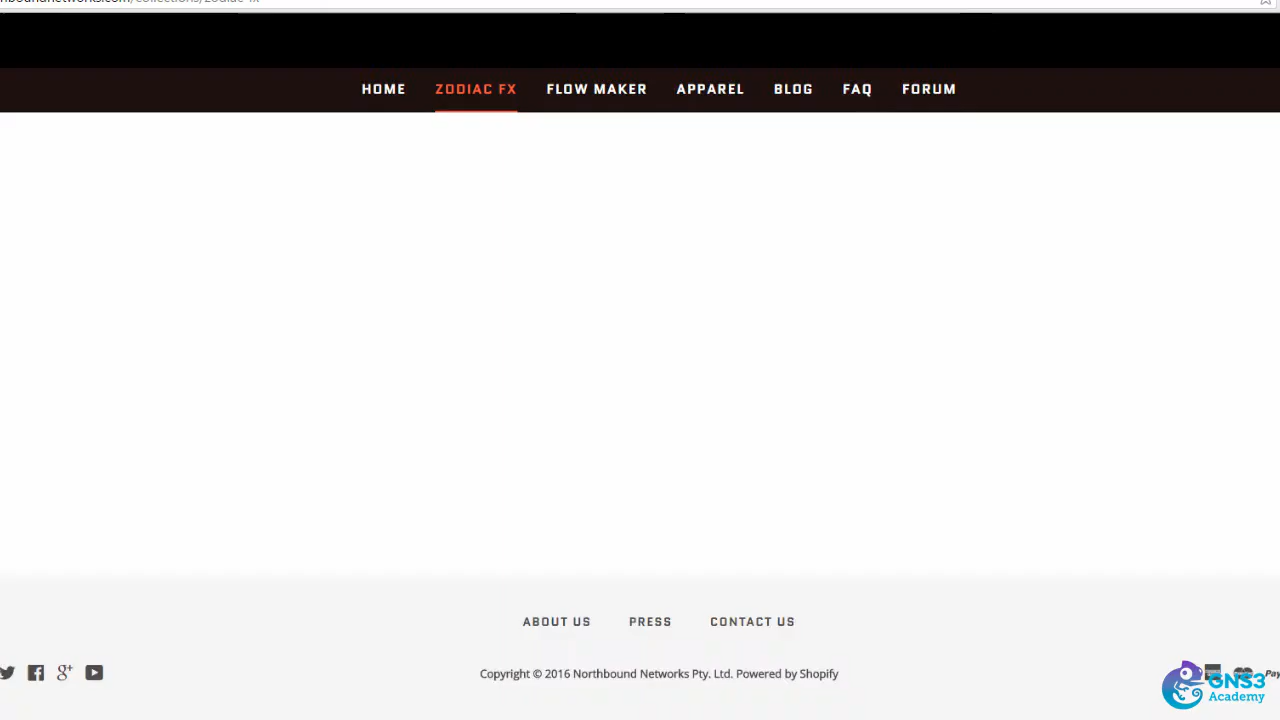 HOME ZODIAC FX FLOW MAKER APPAREL BLOG FAQ FORUM
ABOUT US PRESS CONTACT US
Copyright © 2016 Northbound Networks Pty. Ltd. Powered by Shopify
GNS3
Academy